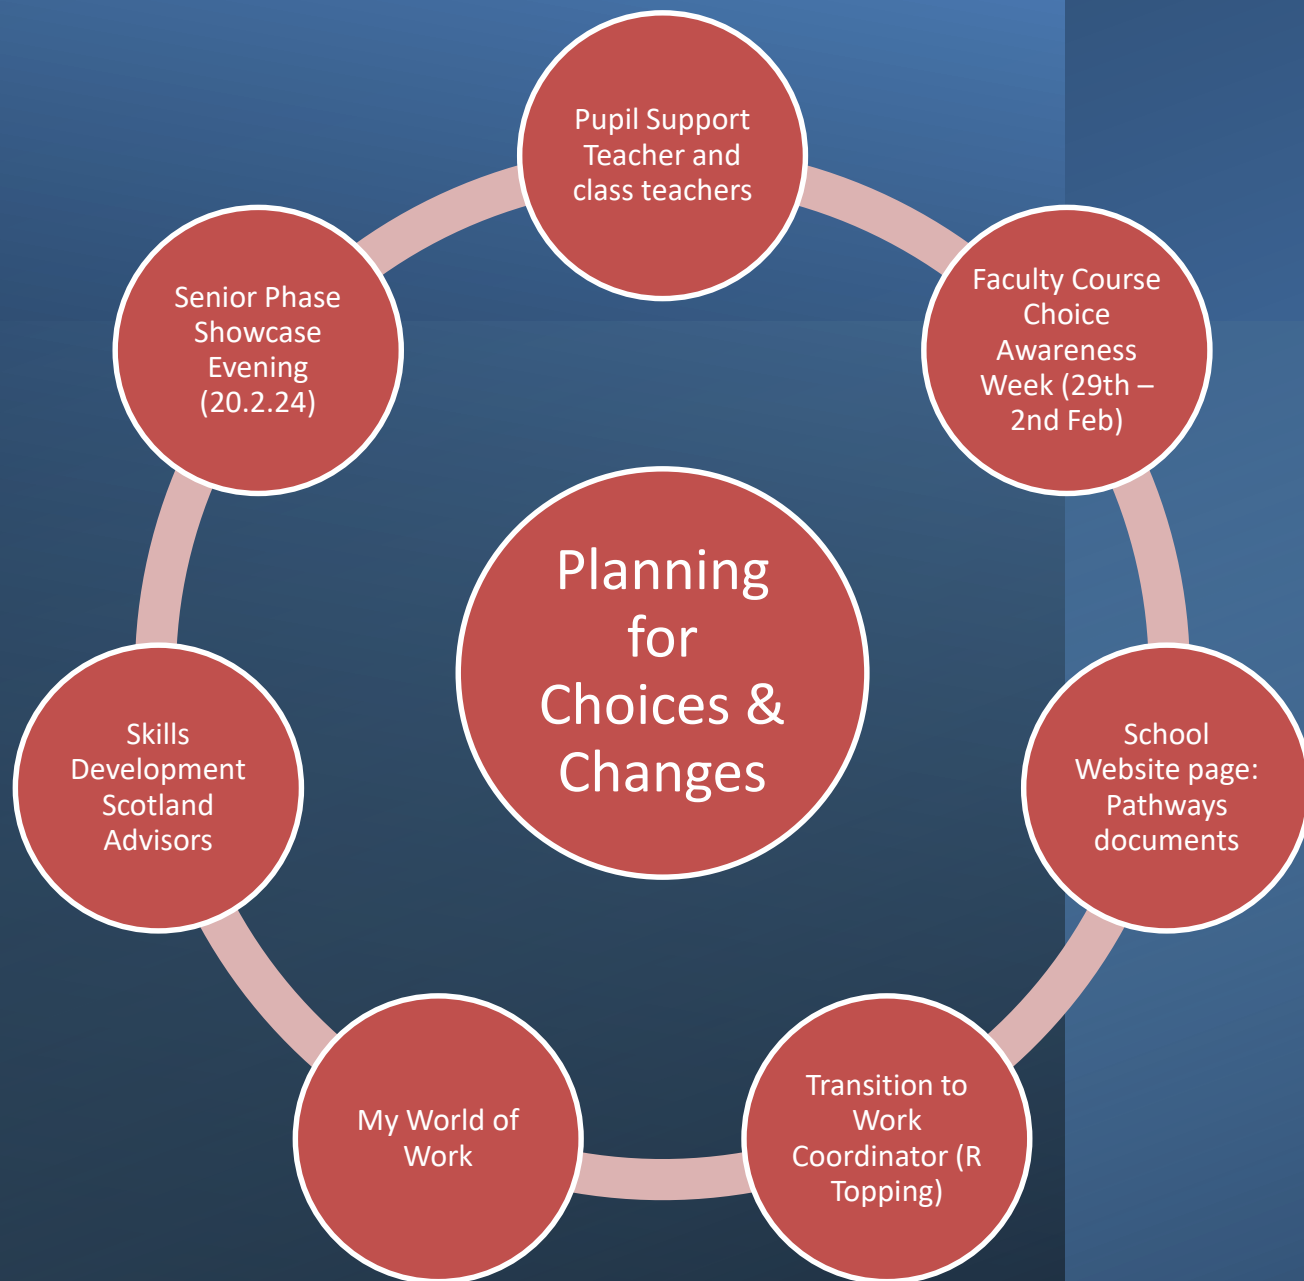 Pupil Support
Teacher and
class teachers
Faculty Course
Choice
Awareness
Week (29th –
2nd Feb)
School
Website page:
Pathways
documents
Transition to
Work
Coordinator (R
Topping)
My World of
Work
Skills
Development
Scotland
Advisors
Senior Phase
Showcase
Evening
(20.2.24)
Planning
for
Choices &
Changes